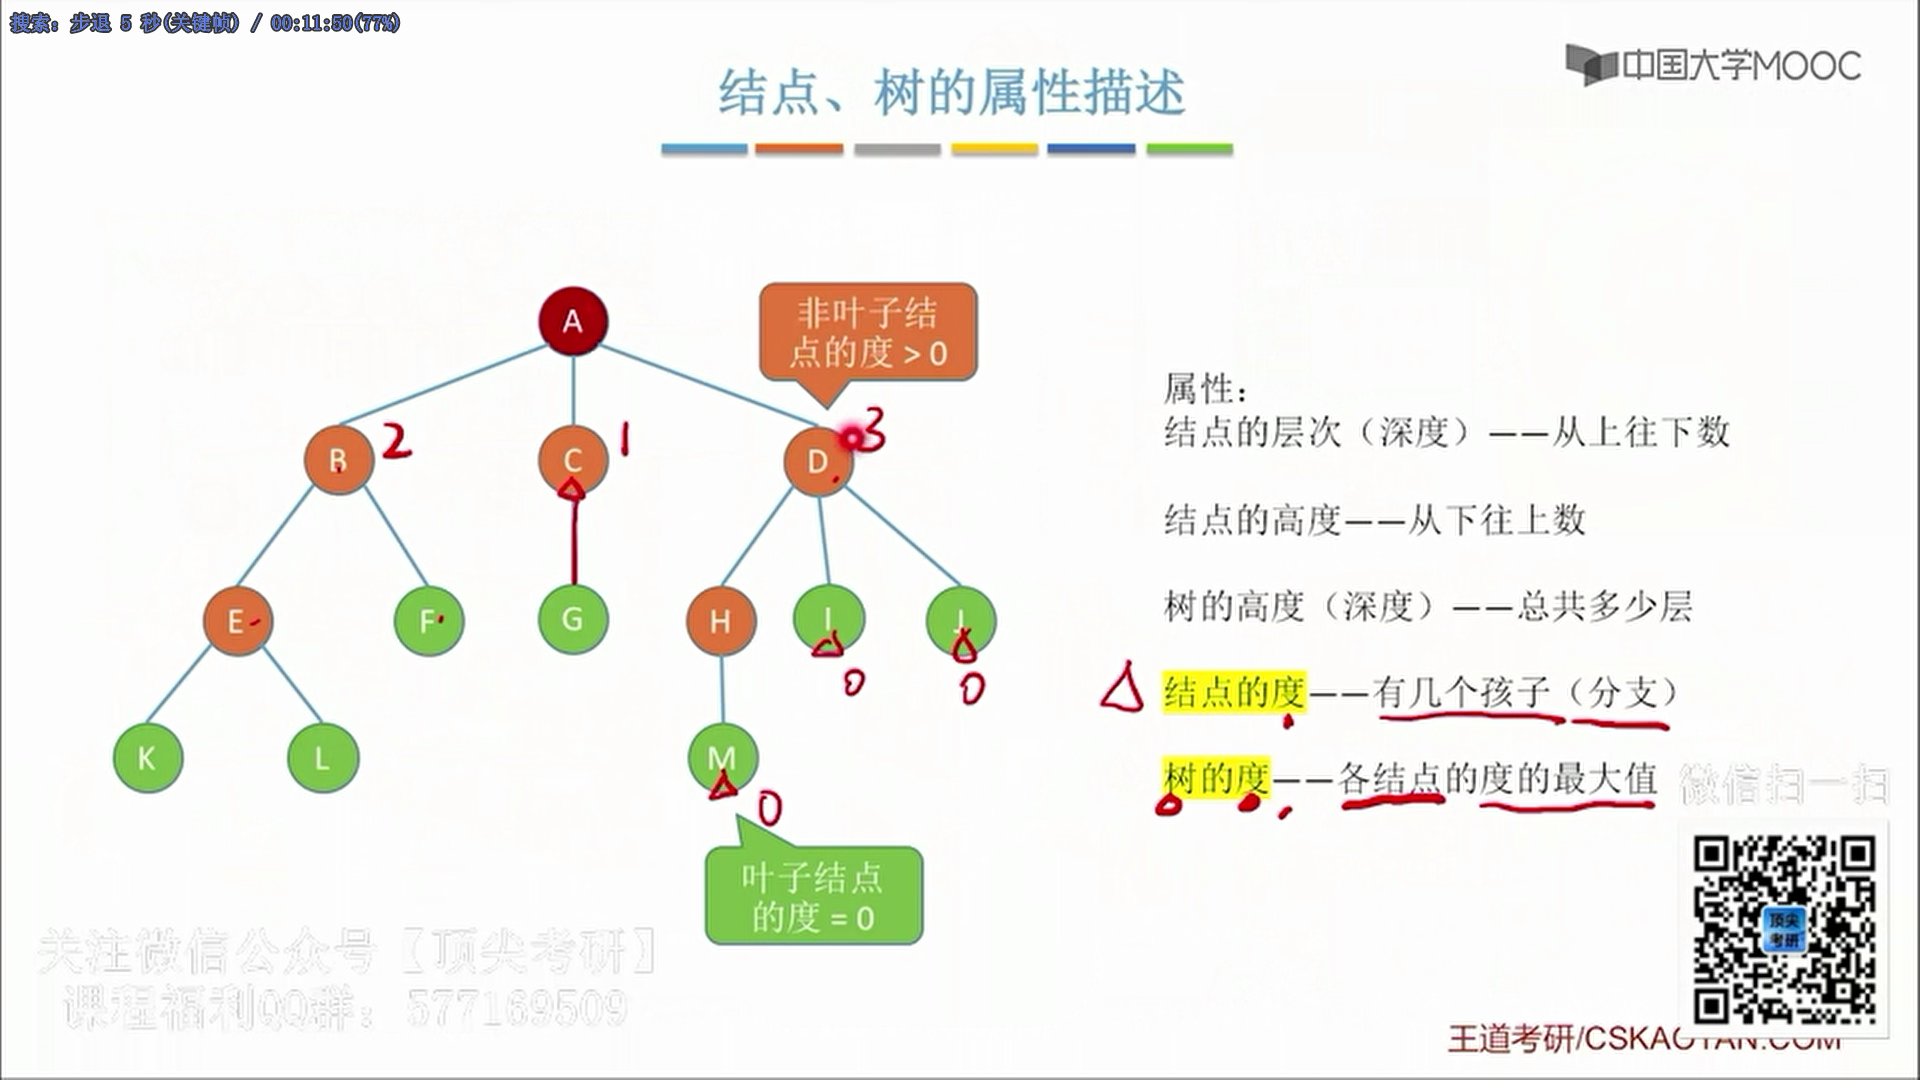 搜索: 步退 5 秒(关键帧) / 00:11:50(77%)
中国大学MOOC
结点、树的属性描述
A
非叶子结
点的度 > 0
B
2
C
1
D
3
E
F
G
H
I
J
0
0
K
L
M
0
叶子结点
的度 = 0
属性：
结点的层次（深度）——从上往下数
结点的高度——从下往上数
树的高度（深度）——总共多少层
结点的度——有几个孩子（分支）
树的度——各结点的度的最大值
微信扫一扫
顶尖
考研
关注微信公众号【顶尖考研】
课程福利QQ群：577169509
王道考研/CSKAOYAN.COM